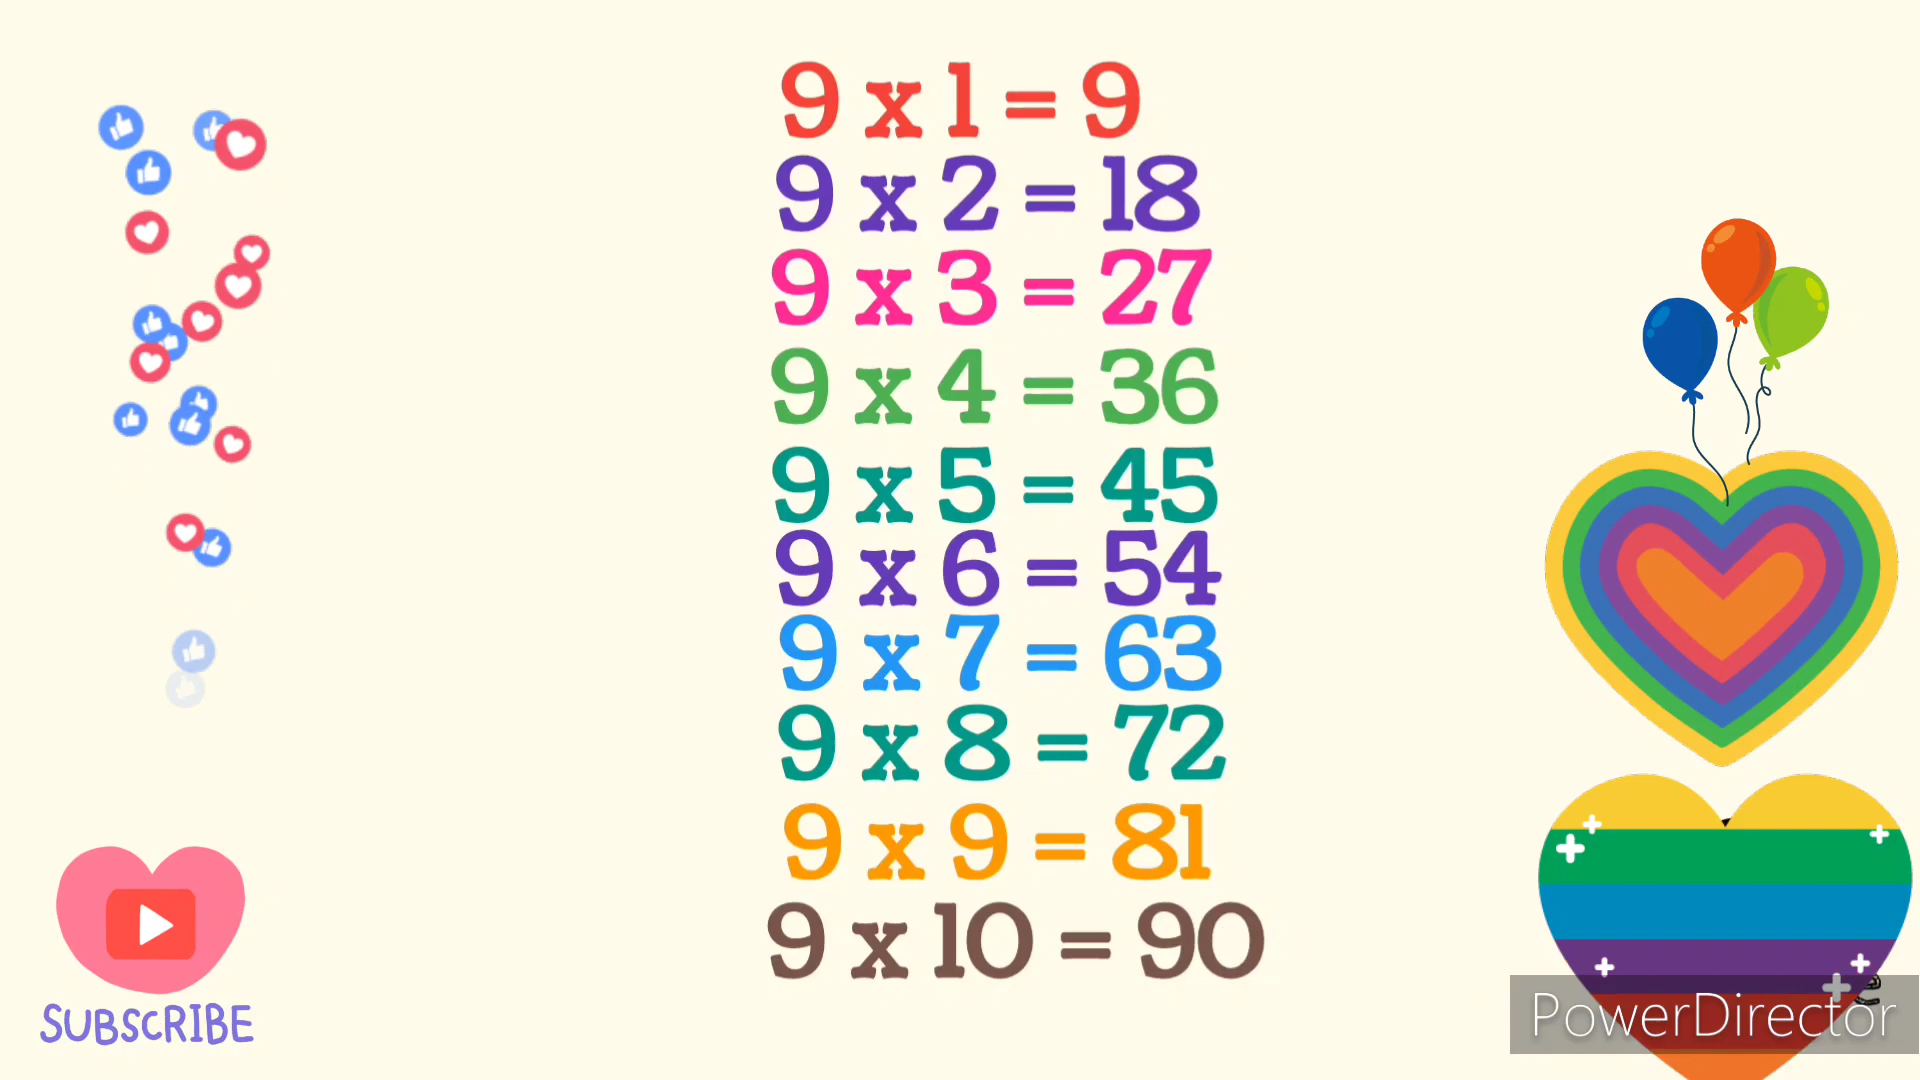 9 x 1 = 9
9 x 2 = 18
9 x 3 = 27
9 x 4 = 36
9 x 5 = 45
9 x 6 = 54
9 x 7 = 63
9 x 8 = 72
9 x 9 = 81
9 x 10 = 90
SUBSCRIBE
PowerDirector